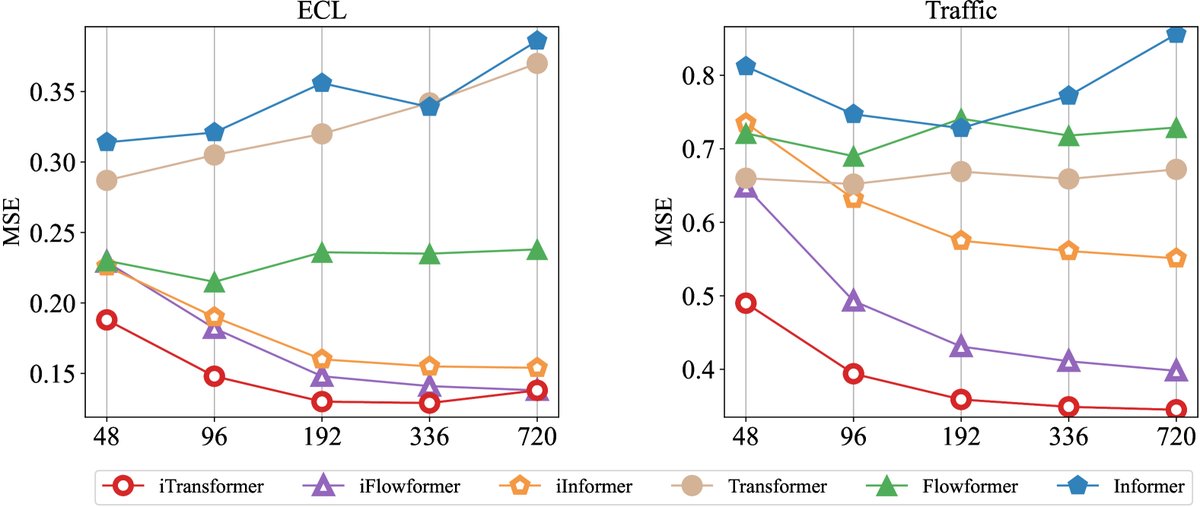 ECL
MSE
0.35
0.30
0.25
0.20
0.15
48 96 192 336 720
Traffic
MSE
0.8
0.7
0.6
0.5
0.4
48 96 192 336 720
iTransformer iFlowformer iInformer Transformer Flowformer Informer